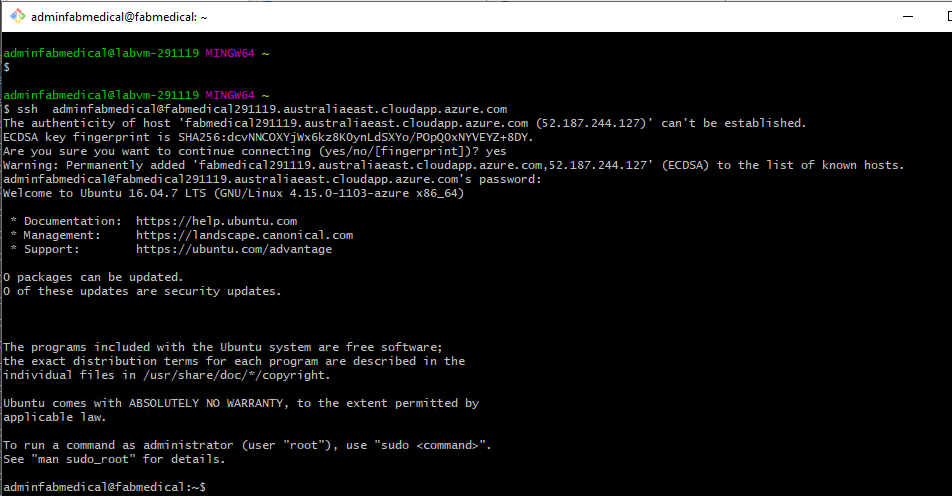 adminfabmedical@fabmedical: ~
adminfabmedical@labvm-291119 MINGW64 ~
$
adminfabmedical@labvm-291119 MINGW64 ~
$ ssh  adminfabmedical@fabmedical291119.australiaeast.cloudapp.azure.com
The authenticity of host 'fabmedical291119.australiaeast.cloudapp.azure.com (52.187.244.127)' can't be established.
ECDSA key fingerprint is SHA256:dcvNNCOXYjWx6kz8KOynLdSXYo/POpQOxNYVEYZ+8DY.
Are you sure you want to continue connecting (yes/no/[fingerprint])? yes
Warning: Permanently added 'fabmedical291119.australiaeast.cloudapp.azure.com,52.187.244.127' (ECDSA) to the list of known hosts.
adminfabmedical@fabmedical291119.australiaeast.cloudapp.azure.com's password:
Welcome to Ubuntu 16.04.7 LTS (GNU/Linux 4.15.0-1103-azure x86_64)
 * Documentation:  https://help.ubuntu.com
 * Management:     https://landscape.canonical.com
 * Support:        https://ubuntu.com/advantage
0 packages can be updated.
0 of these updates are security updates.
The programs included with the Ubuntu system are free software;
the exact distribution terms for each program are described in the
individual files in /usr/share/doc/*/copyright.
Ubuntu comes with ABSOLUTELY NO WARRANTY, to the extent permitted by
applicable law.
To run a command as administrator (user "root"), use "sudo <command>".
See "man sudo_root" for details.
adminfabmedical@fabmedical:~$